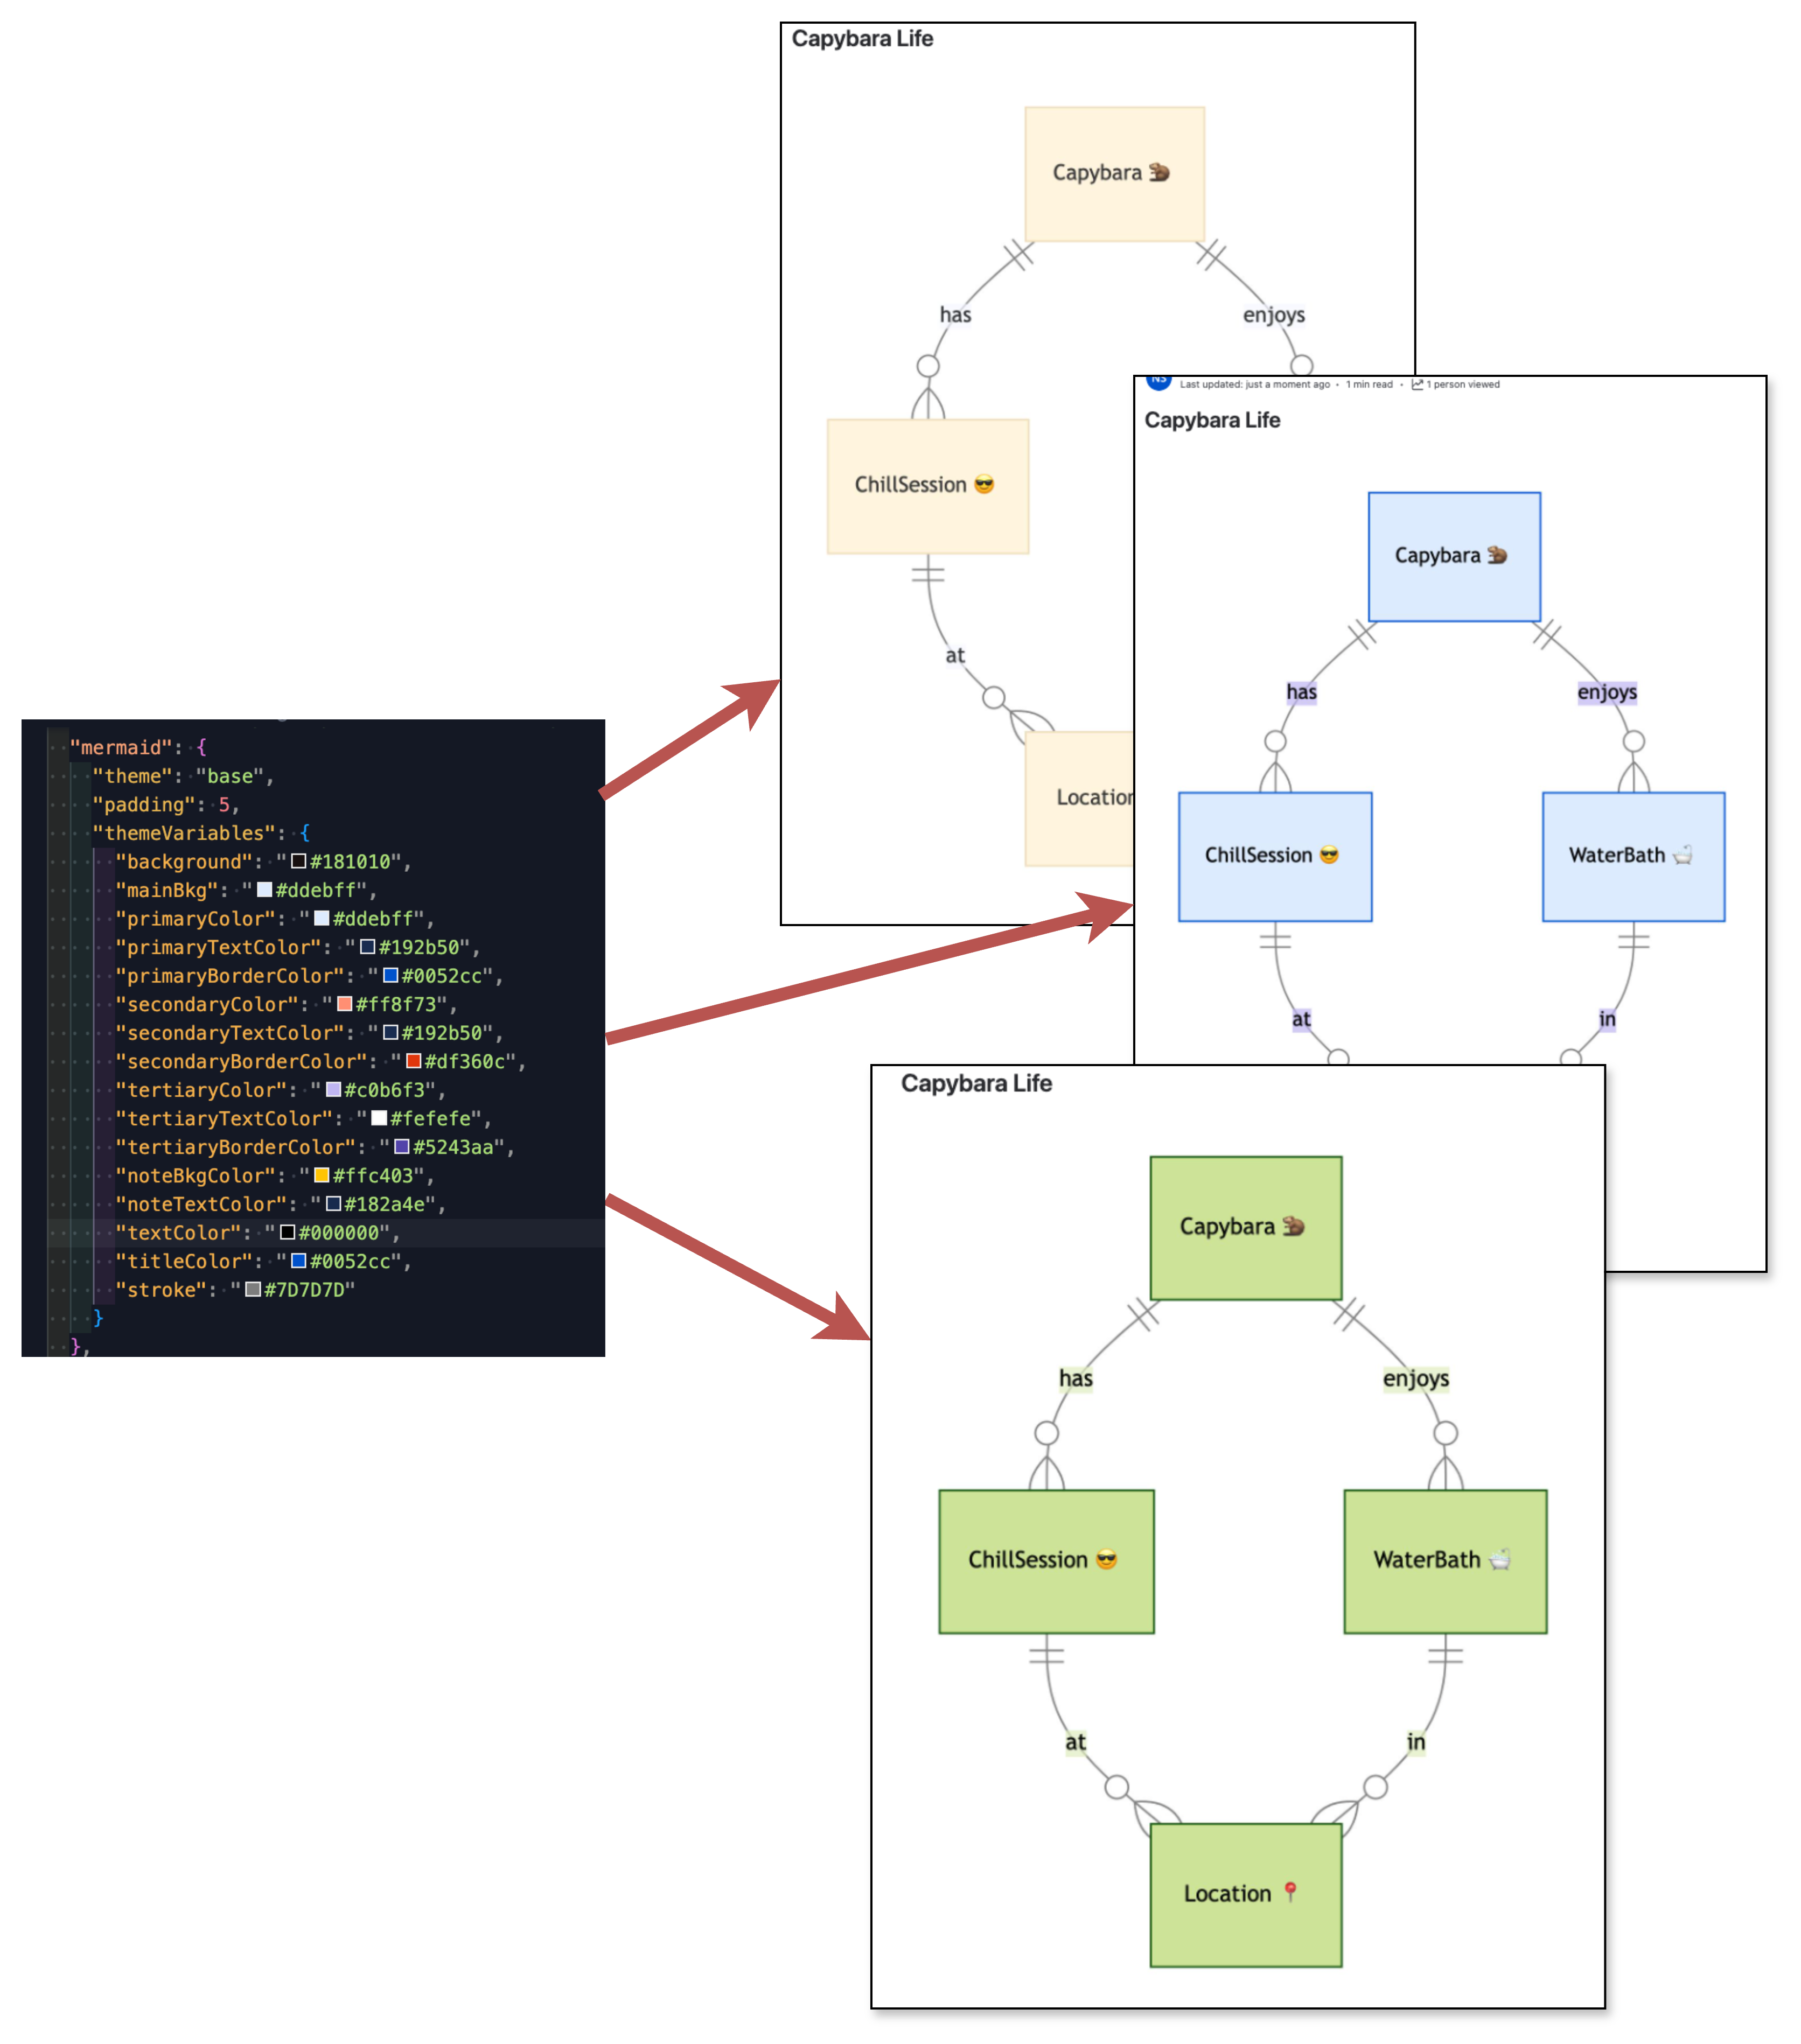 "mermaid": {
"theme": "base",
"padding": 5,
"themeVariables": {
"background": "#181010",
"mainBkg": "#ddebff",
"primaryColor": "#ddebff",
"primaryTextColor": "#192b50",
"primaryBorderColor": "#0052cc",
"secondaryColor": "#ff8f73",
"secondaryTextColor": "#192b50",
"secondaryBorderColor": "#df360c",
"tertiaryColor": "#c0b6f3",
"tertiaryTextColor": "#fefefe",
"tertiaryBorderColor": "#5243aa",
"noteBkgColor": "#ffc403",
"noteTextColor": "#182a4e",
"textColor": "#000000",
"titleColor": "#0052cc",
"stroke": "#7D7D7D"
}
},
Capybara Life
Capybara 🦫
has
enjoys
ChillSession 😎
at
Location
NS
Last updated: just a moment ago • 1 min read • 1 person viewed
Capybara Life
Capybara 🦫
has
enjoys
ChillSession 😎
WaterBath 🛁
at
in
Capybara Life
Capybara 🦫
has
enjoys
ChillSession 😎
WaterBath 🛁
at
in
Location 📍